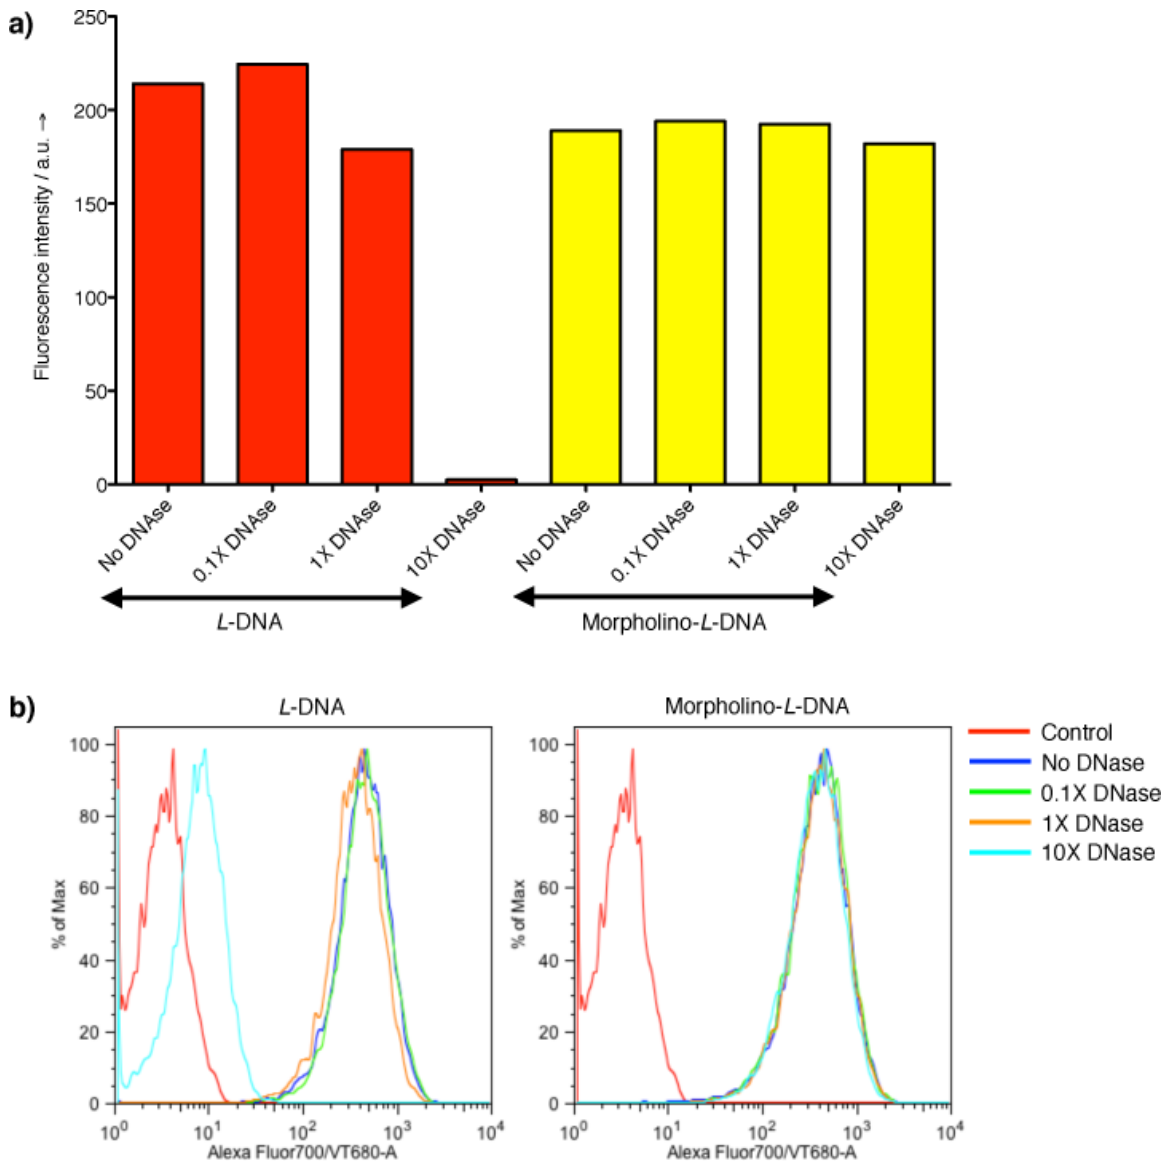 a)
Fluorescence intensity / a.u. →
250
200
150
100
50
0
No DNAse
0.1X DNAse
1X DNAse
10X DNAse
No DNAse
0.1X DNAse
1X DNAse
10X DNAse
L-DNA
Morpholino-L-DNA
b)
L-DNA
% of Max
100
80
60
40
20
0
10⁰
10¹
10²
10³
10⁴
Alexa Fluor700/VT680-A
Morpholino-L-DNA
% of Max
100
80
60
40
20
0
10⁰
10¹
10²
10³
10⁴
Alexa Fluor700/VT680-A
Control
No DNase
0.1X DNase
1X DNase
10X DNase